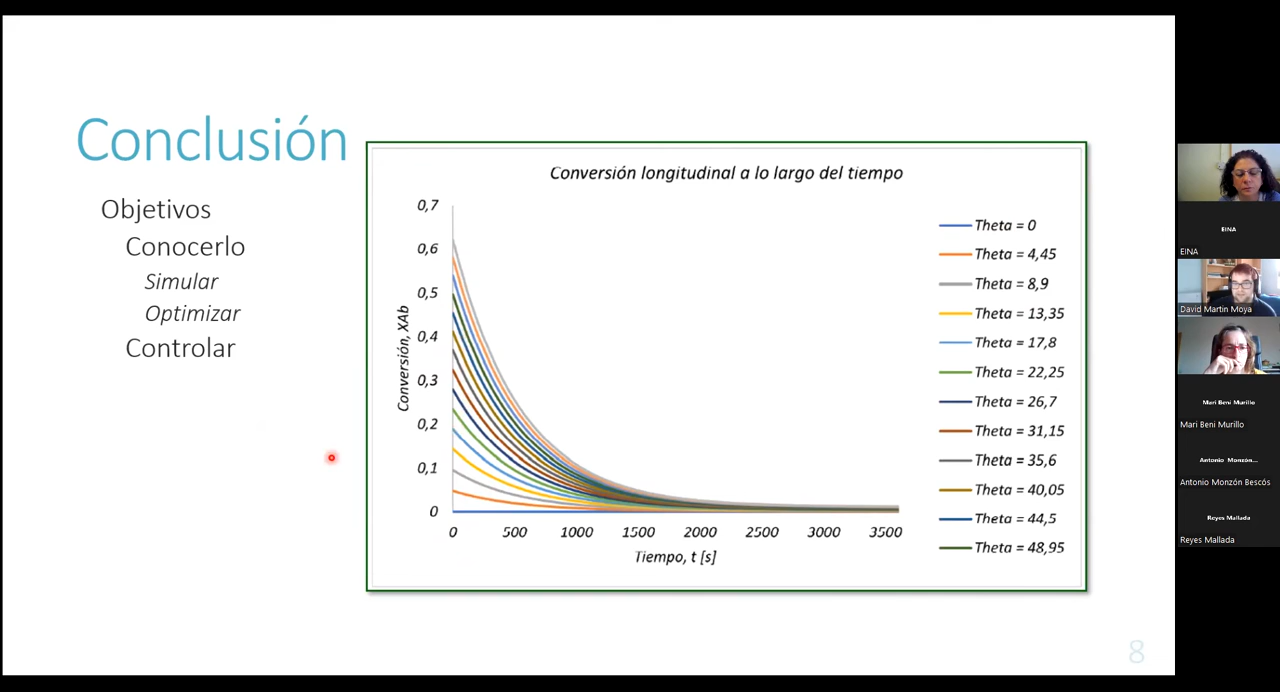 Conclusión
Objetivos
Conocerlo
Simular
Optimizar
Controlar
Conversión longitudinal a lo largo del tiempo
Conversión, XAb
0,7
0,6
0,5
0,4
0,3
0,2
0,1
0
0 500 1000 1500 2000 2500 3000 3500
Tiempo, t [s]
Theta = 0
Theta = 4,45
Theta = 8,9
Theta = 13,35
Theta = 17,8
Theta = 22,25
Theta = 26,7
Theta = 31,15
Theta = 35,6
Theta = 40,05
Theta = 44,5
Theta = 48,95
8
EINA
EINA
David Martin Moya
Mari Beni Murillo
Mari Beni Murillo
Antonio Monzón...
Antonio Monzón Bescós
Reyes Mallada
Reyes Mallada